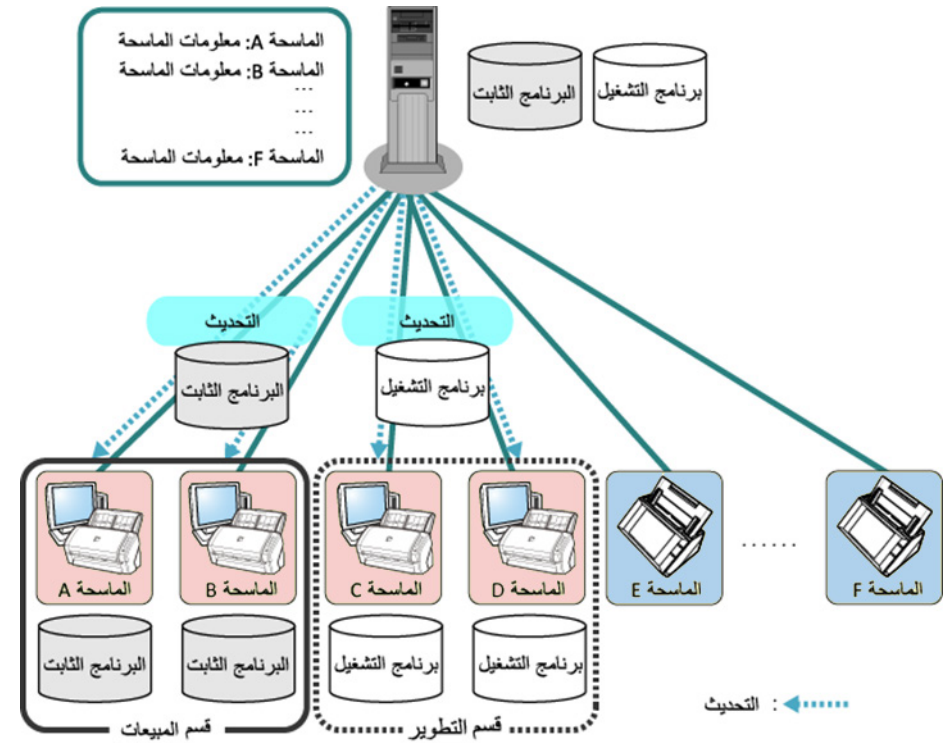 الماسحة A: معلومات الماسحة
الماسحة B: معلومات الماسحة
...
...
...
الماسحة F: معلومات الماسحة
برنامج التشغيل
البرنامج الثابت
التحديث
التحديث
البرنامج الثابت
برنامج التشغيل
الماسحة A
الماسحة B
الماسحة C
الماسحة D
الماسحة E
......
الماسحة F
البرنامج الثابت
البرنامج الثابت
برنامج التشغيل
برنامج التشغيل
قسم المبيعات
قسم التطوير
: التحديث